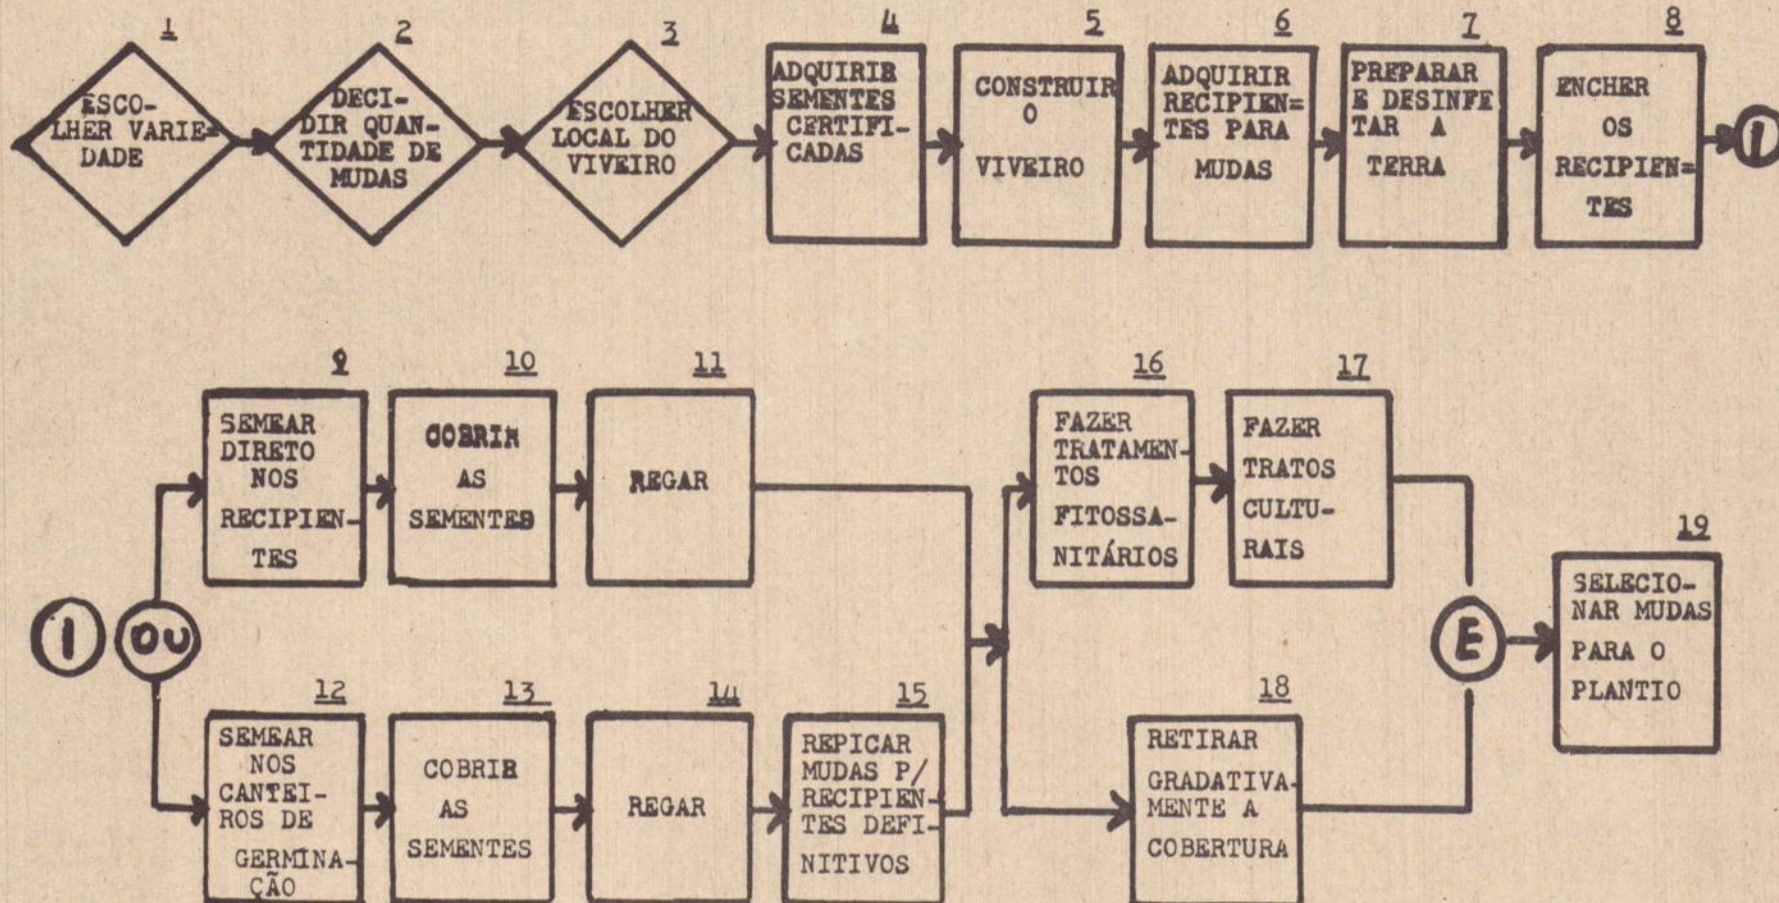 1
ESCO-
LHER VARIE=
DADE
2
DECI-
DIR QUAN-
TIDADE DE
MUDAS
3
ESCOLHER
LOCAL DO
VIVEIRO
4
ADQUIRIR
SEMENTES
CERTIFI-
CADAS
5
CONSTRUIR
O
VIVEIRO
6
ADQUIRIR
RECIPIEN=
TES PARA
MUDAS
7
PREPARAR
E DESINFE
TAR A
TERRA
8
ENCHER
OS
RECIPIEN=
TES
1
1
OU
9
SEMEAR
DIRETO
NOS
RECIPIEN-
TES
10
COBRIR
AS
SEMENTES
11
REGAR
12
SEMEAR
NOS
CANTEI-
ROS DE
GERMINA-
ÇÃO
13
COBRIR
AS
SEMENTES
14
REGAR
15
REPICAR
MUDAS P/
RECIPIEN-
TES DEFI-
NITIVOS
16
FAZER
TRATAMEN-
TOS
FITOSSA-
NITÁRIOS
17
FAZER
TRATOS
CULTU-
RAIS
18
RETIRAR
GRADATIVA-
MENTE A
COBERTURA
E
19
SELECIO-
NAR MUDAS
PARA O
PLANTIO